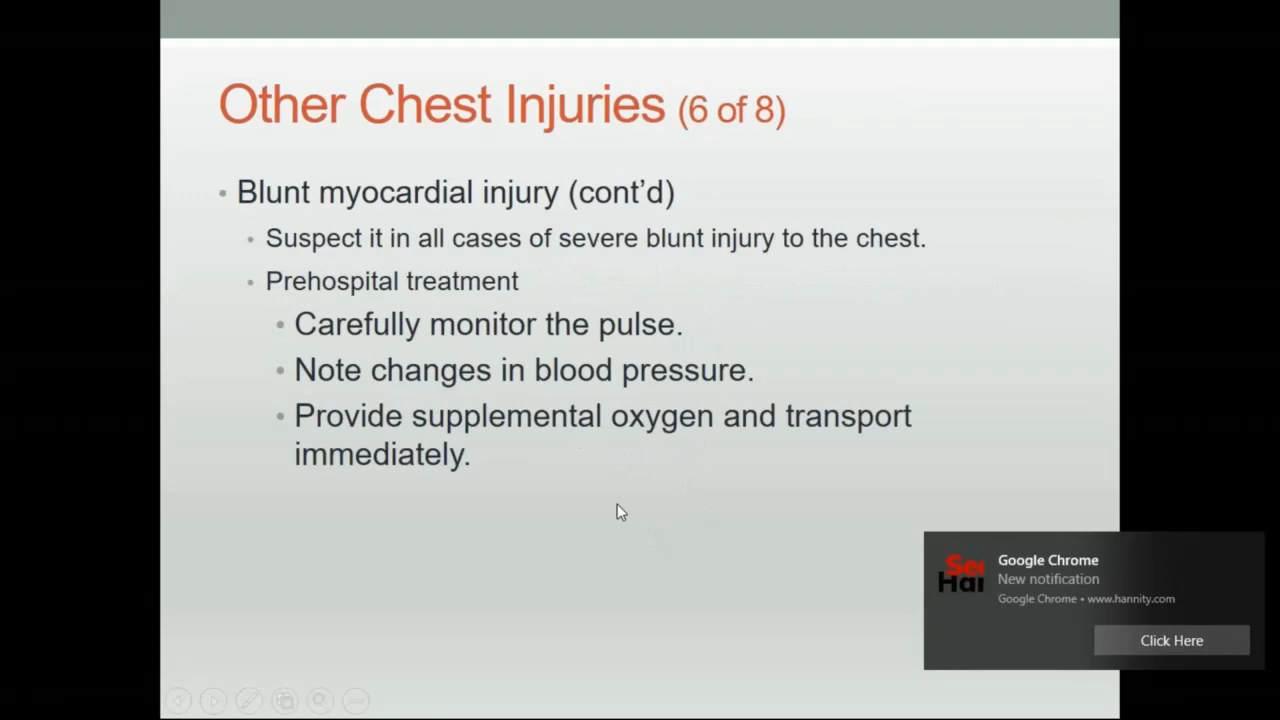 Other Chest Injuries (6 of 8)
• Blunt myocardial injury (cont’d)
• Suspect it in all cases of severe blunt injury to the chest.
• Prehospital treatment
• Carefully monitor the pulse.
• Note changes in blood pressure.
• Provide supplemental oxygen and transport
immediately.
Google Chrome
New notification
Google Chrome • www.hannity.com
Click Here